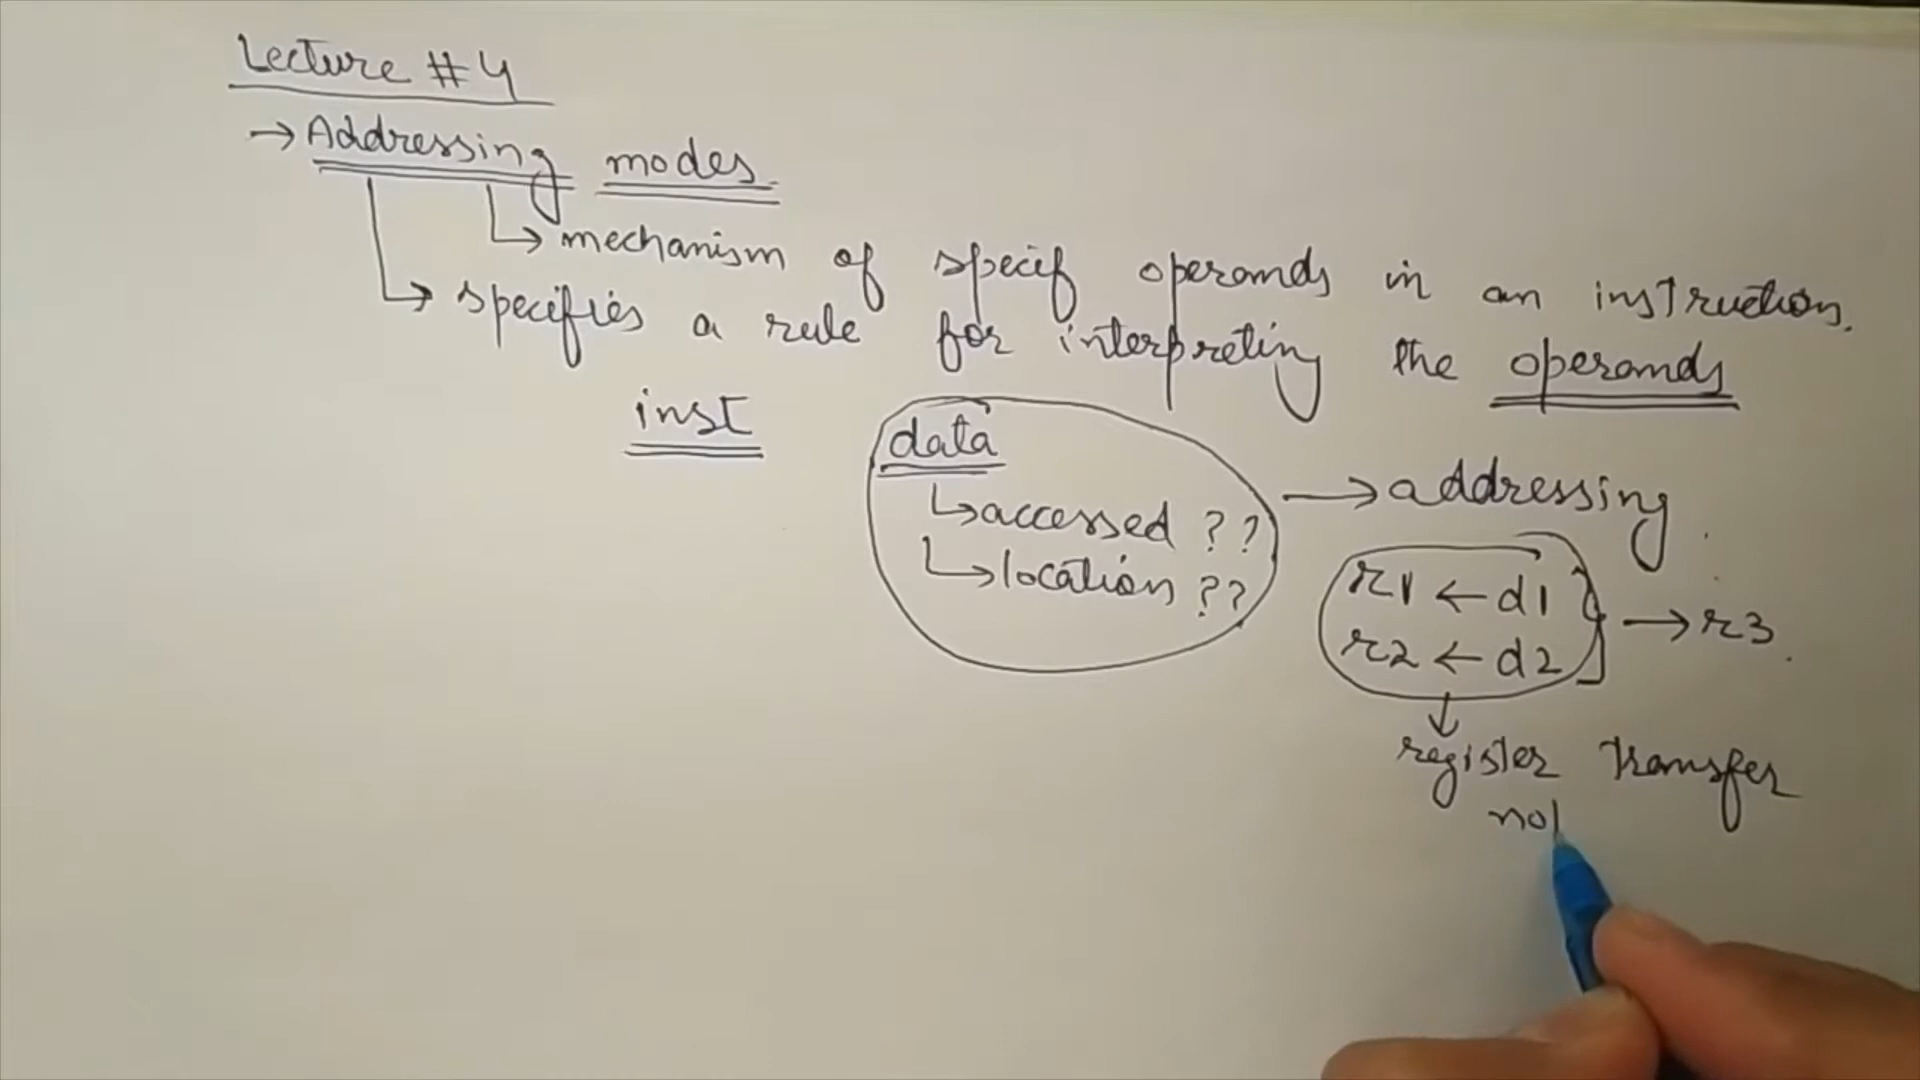 Lecture #4
→ Addressing modes.
↳ mechanism of specif operands in an instruction.
↳ specifies a rule for interpreting the operands
inst data
↳ accessed ?? → addressing
↳ location ??
r1 ← d1
r2 ← d2 → r3.
↓
register transfer
not